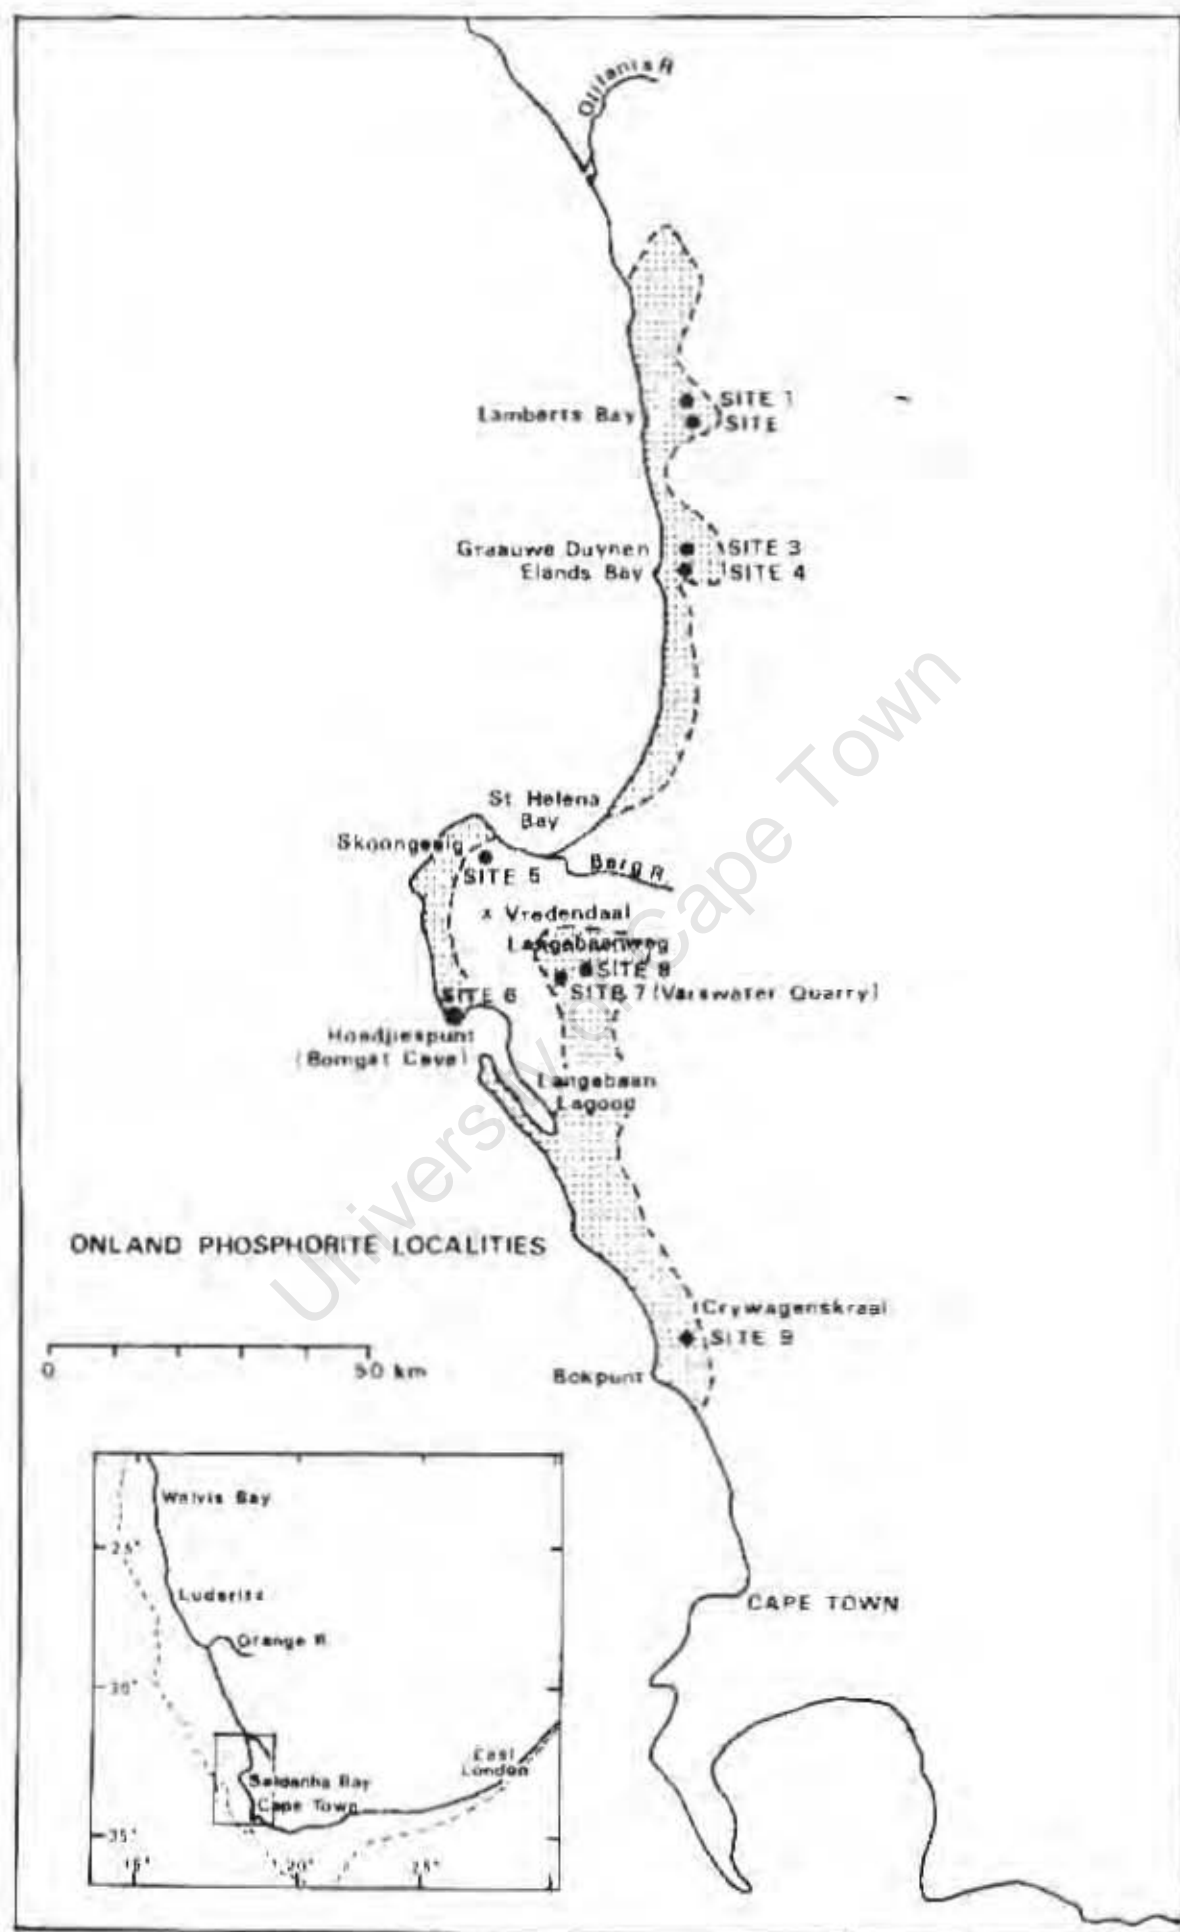 Olifants R
Lamberts Bay
SITE 1
SITE
Graauwe Duynen
SITE 3
Elands Bay
SITE 4
St Helena
Bay
Skoongesig
SITE 5
Berg R.
x Vredendaal
Langebaanweg
SITE 8
SITE 7 (Varswater Quarry)
SITE 6
Hoedjiespunt
(Bomgat Cave)
Langebaan
Lagoon
ONLAND PHOSPHORITE LOCALITIES
Crywagenskraal
SITE 9
0
50 km
Bokpunt
CAPE TOWN
Walvis Bay
25°
Luderitz
Orange R.
30°
East
London
Saldanha Bay
Cape Town
35°
15°
20°
25°
University of Cape Town